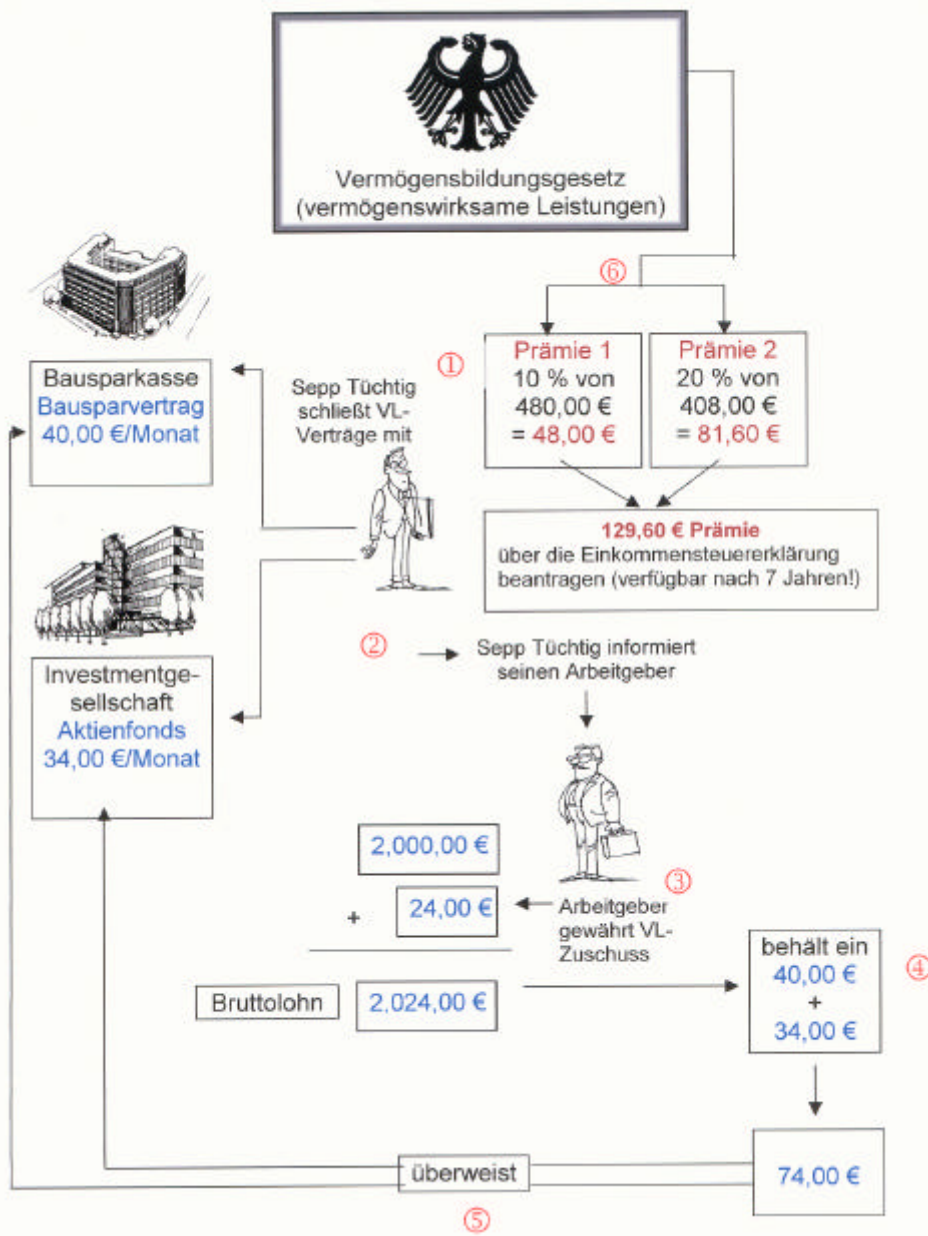 Vermögensbildungsgesetz
(vermögenswirksame Leistungen)
⑥
Prämie 1
10 % von
480,00 €
= 48,00 €
Prämie 2
20 % von
408,00 €
= 81,60 €
①
Sepp Tüchtig
schließt VL-
Verträge mit
Bausparkasse
Bausparvertrag
40,00 €/Monat
129,60 € Prämie
über die Einkommensteuererklärung
beantragen (verfügbar nach 7 Jahren!)
Investmentge-
sellschaft
Aktienfonds
34,00 €/Monat
②
Sepp Tüchtig informiert
seinen Arbeitgeber
2,000,00 €
+
24,00 €
③
Arbeitgeber
gewährt VL-
Zuschuss
Bruttolohn
2,024,00 €
behält ein
40,00 €
+
34,00 €
④
74,00 €
überweist
⑤